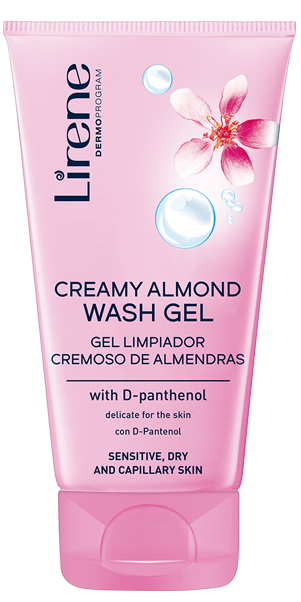 Lirene
DERMOPROGRAM
CREAMY ALMOND
WASH GEL
GEL LIMPIADOR
CREMOSO DE ALMENDRAS
with D-panthenol
delicate for the skin
con D-Pantenol
SENSITIVE, DRY
AND CAPILLARY SKIN